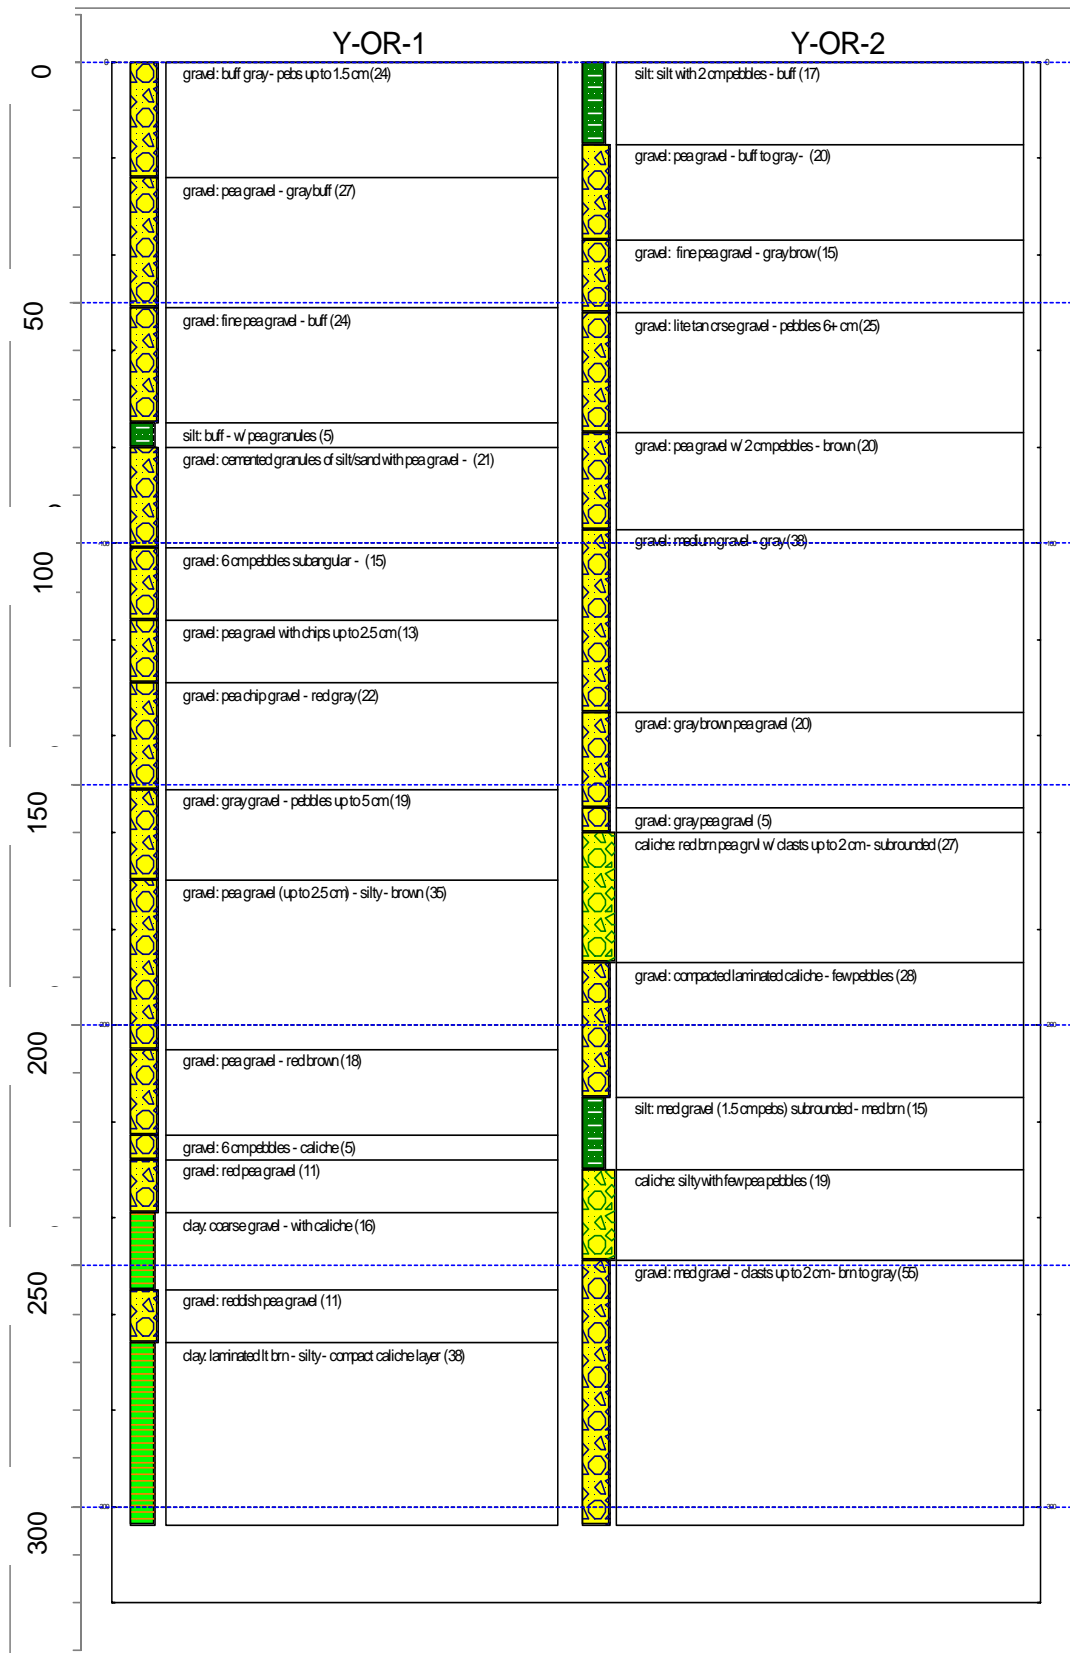 Y-OR-1
Y-OR-2
0
50
100
150
200
250
300
gravel: buff gray - pebs up to 1.5 cm (24)
gravel: pea gravel - gray buff (27)
gravel: fine pea gravel - buff (24)
silt: buff - w/ pea granules (5)
gravel: cemented granules of silt/sand with pea gravel - (21)
gravel: 6 cm pebbles subangular - (15)
gravel: pea gravel with chips up to 2.5 cm (13)
gravel: pea chip gravel - red gray (22)
gravel: gray gravel - pebbles up to 5 cm (19)
gravel: pea gravel (up to 2.5 cm) - silty - brown (35)
gravel: pea gravel - red brown (18)
gravel: 6 cm pebbles - caliche (5)
gravel: red pea gravel (11)
clay: coarse gravel - with caliche (16)
gravel: reddish pea gravel (11)
clay: laminated lt brn - silty - compact caliche layer (38)
silt: silt with 2 cm pebbles - buff (17)
gravel: pea gravel - buff to gray - (20)
gravel: fine pea gravel - gray brow (15)
gravel: lite tan crse gravel - pebbles 6+ cm (25)
gravel: pea gravel w/ 2 cm pebbles - brown (20)
gravel: medium gravel - gray (38)
gravel: gray brown pea gravel (20)
gravel: gray pea gravel (5)
caliche: red brn pea grvl w/ clasts up to 2 cm - subrounded (27)
gravel: compacted laminated caliche - few pebbles (28)
silt: med gravel (1.5 cm pebs) subrounded - med brn (15)
caliche: silty with few pea pebbles (19)
gravel: med gravel - clasts up to 2 cm - brn to gray (55)